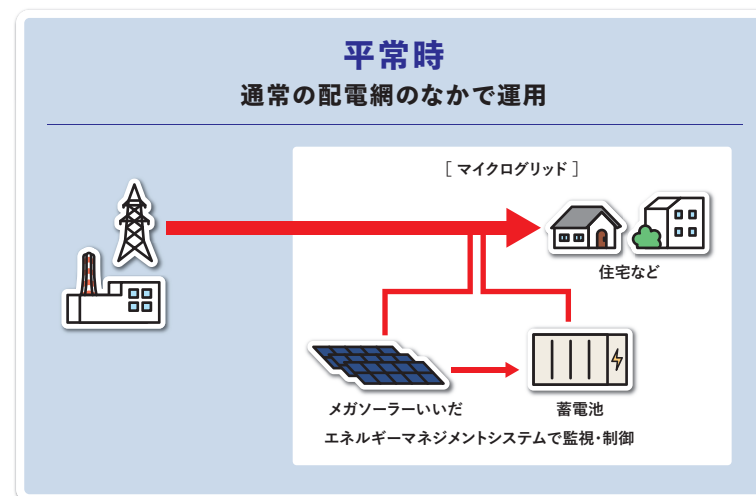 平常時
通常の配電網のなかで運用
[ マイクログリッド ]
住宅など
メガソーラーいいだ
蓄電池
エネルギーマネジメントシステムで監視・制御